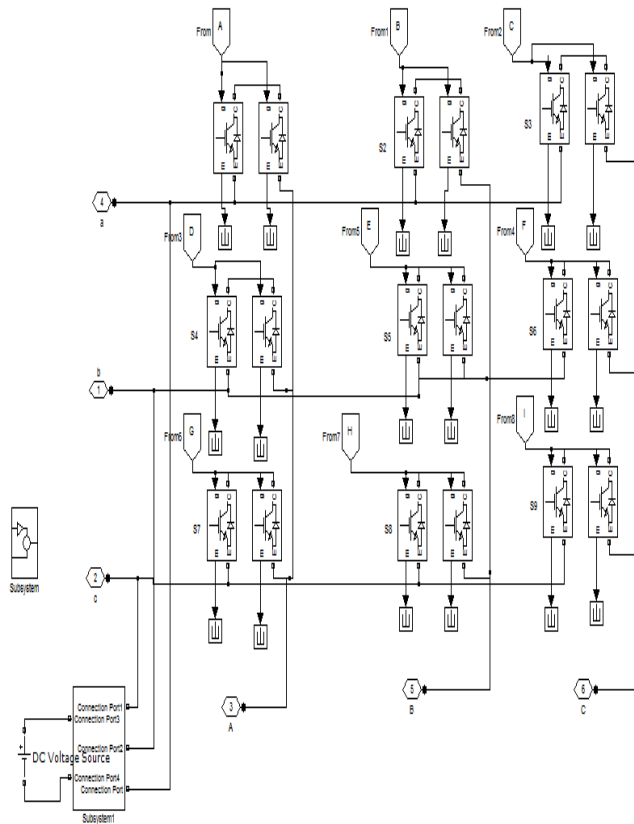 A
From
B
From1
C
From2
g C
E
g C
E
S2
g C
E
g C
E
S3
g C
E
g C
E
4
a
D
From3
E
From5
F
From4
S4
g C
E
g C
E
S5
g C
E
g C
E
S6
g C
E
g C
E
b
1
G
From6
H
From7
I
From8
S7
g C
E
g C
E
S8
g C
E
g C
E
S9
g C
E
g C
E
Subsystem
2
c
3
A
5
B
6
C
Connection Port1
Connection Port3
Connection Port2
+
DC Voltage Source
Connection Port4
Connection Port
Subsystem1